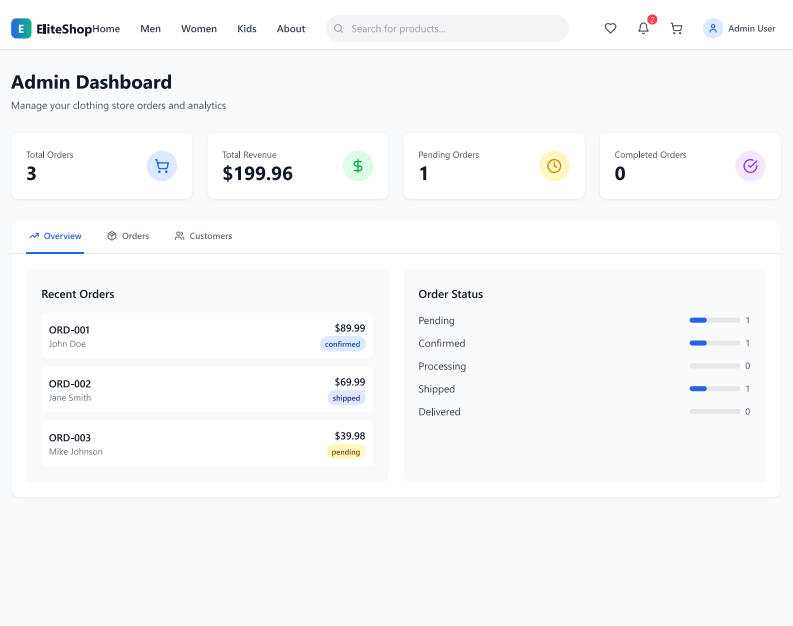 E EliteShop Home Men Women Kids About Search for products... 2 Admin User
Admin Dashboard
Manage your clothing store orders and analytics
Total Orders
3
Total Revenue
$199.96
Pending Orders
1
Completed Orders
0
Overview Orders Customers
Recent Orders
ORD-001 $89.99
John Doe confirmed
ORD-002 $69.99
Jane Smith shipped
ORD-003 $39.98
Mike Johnson pending
Order Status
Pending 1
Confirmed 1
Processing 0
Shipped 1
Delivered 0